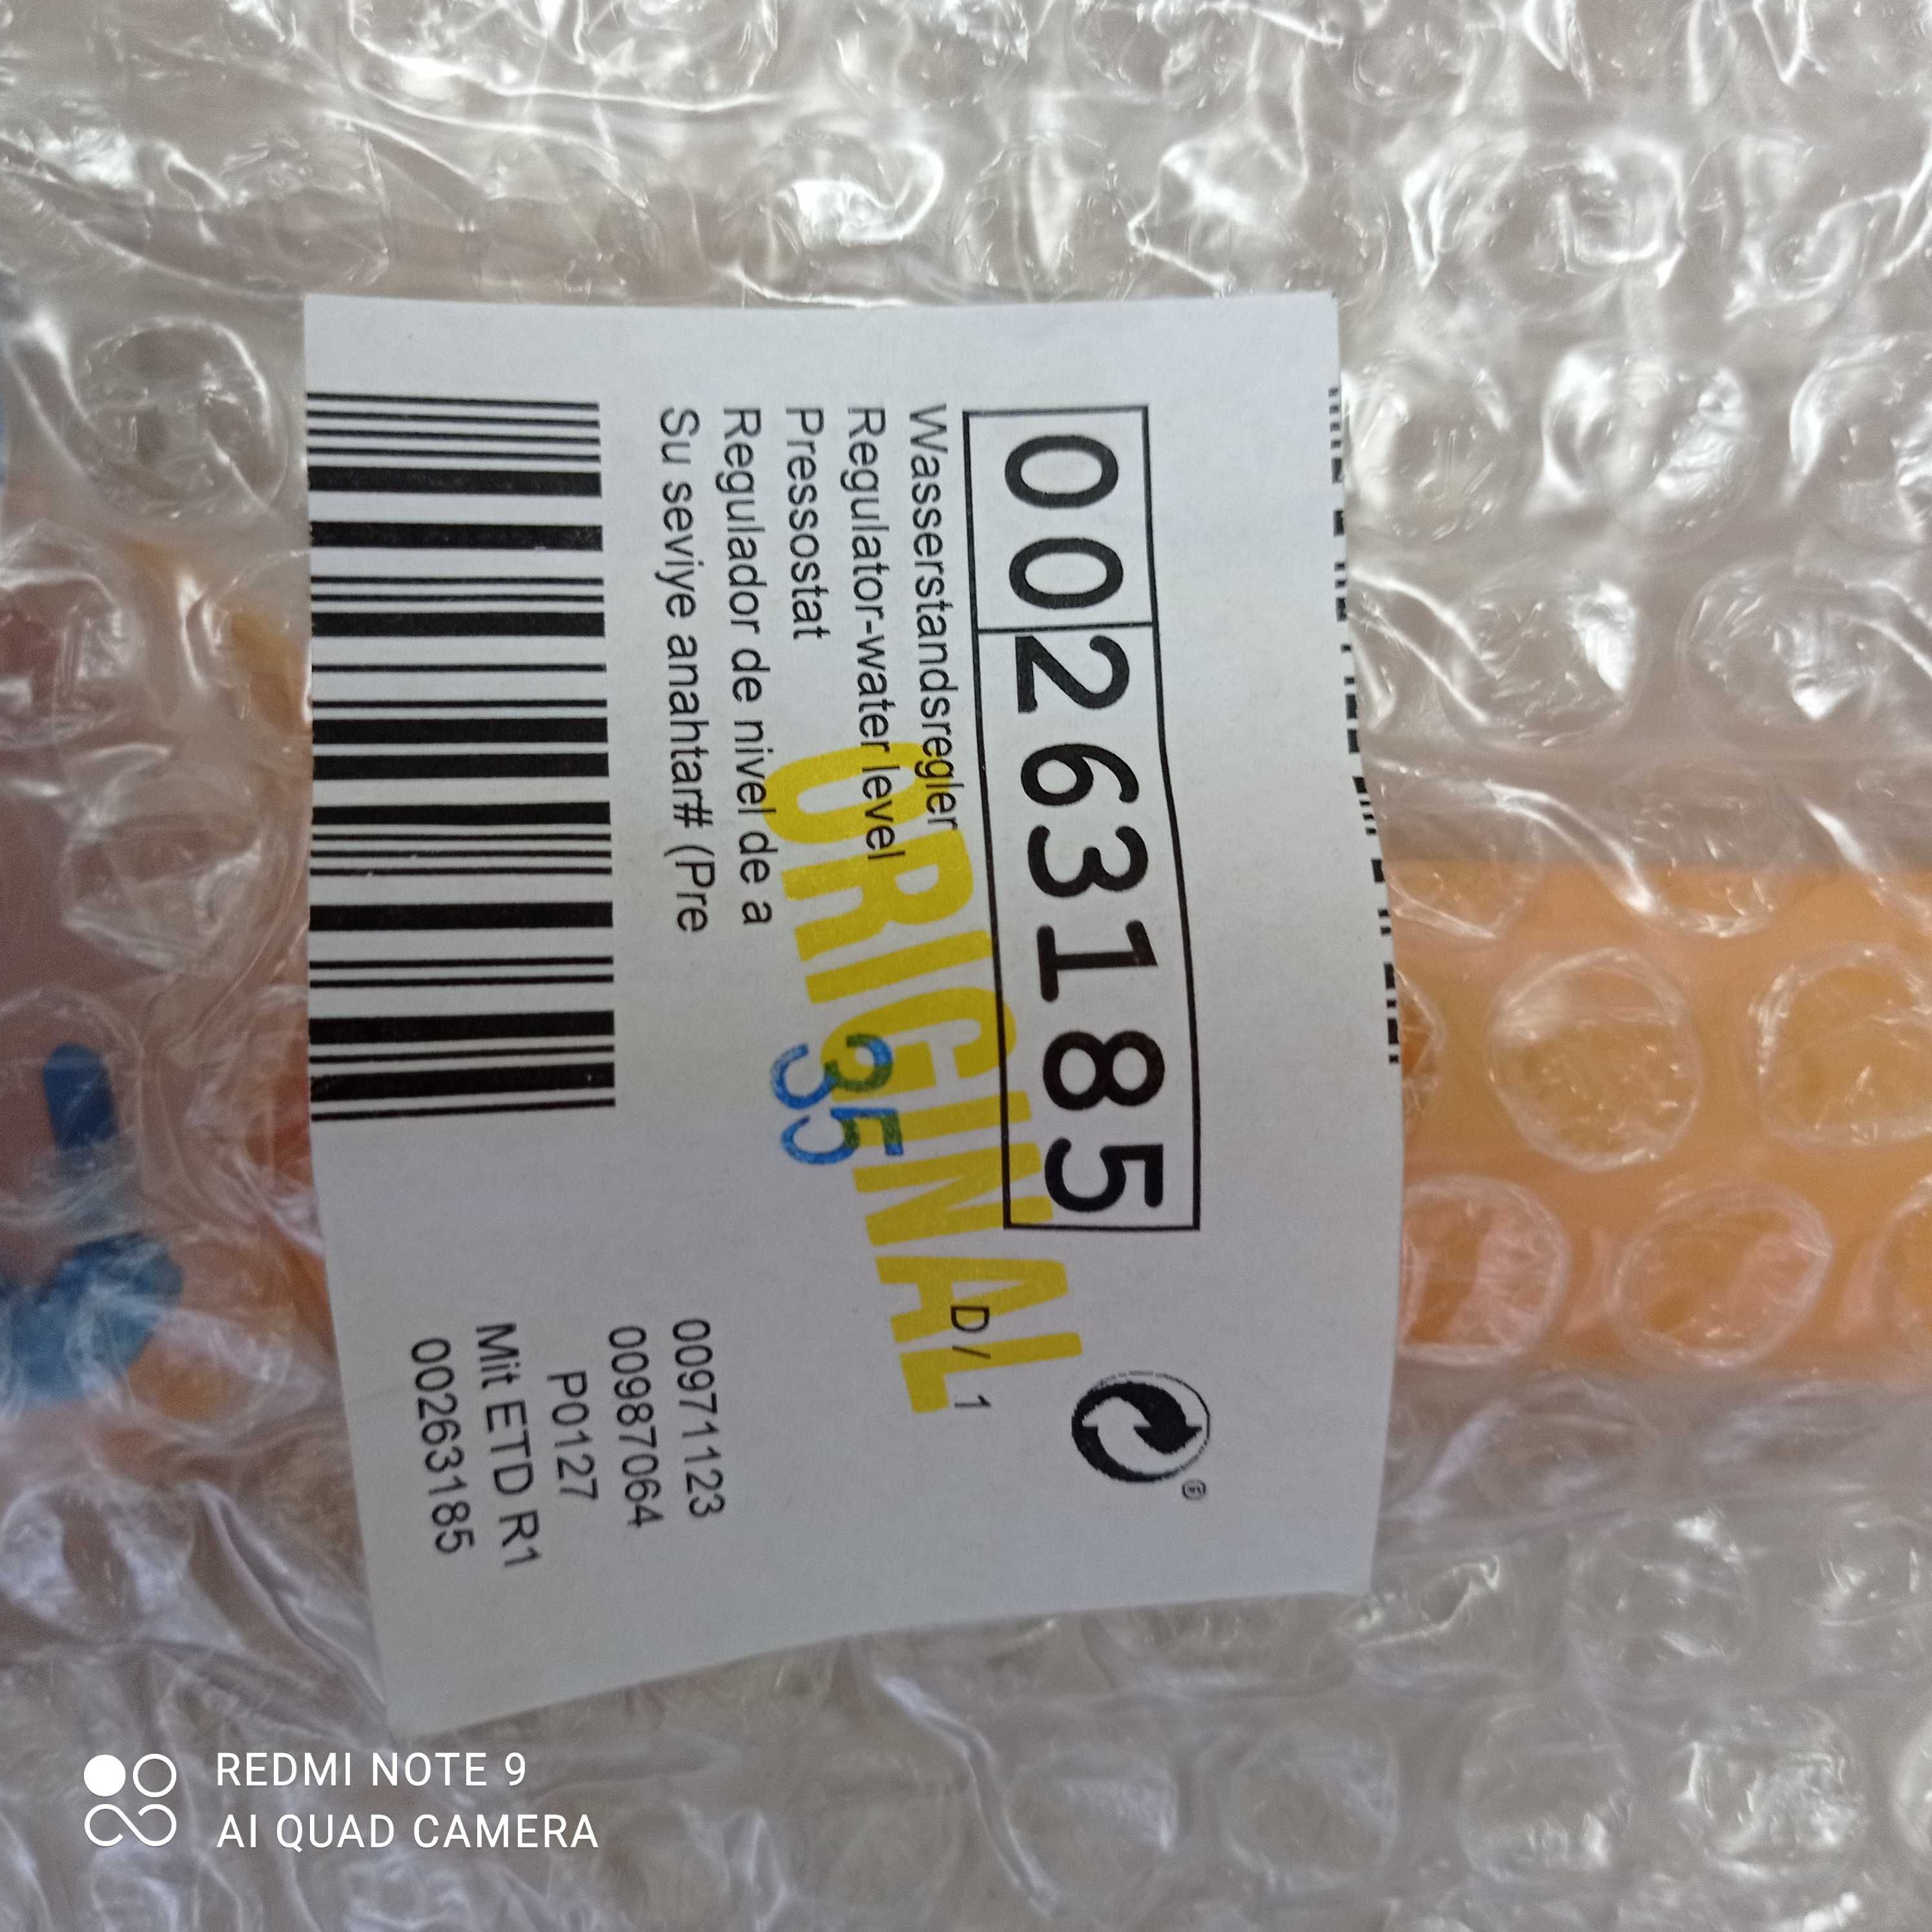 00263185
Wasserstandsregler
Regulator-water level
Pressostat
Regulador de nivel de a
Su seviye anahtar# (Pre
ORIGINAL
35
D/ 1
00971123
00987064
P0127
Mit ETD R1
00263185
REDMI NOTE 9
AI QUAD CAMERA